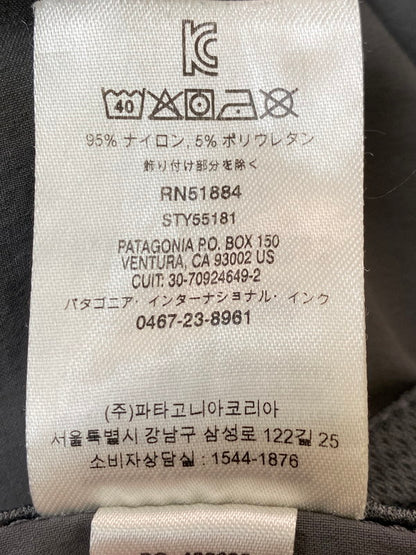 KC
40
95% ナイロン, 5% ポリウレタン
飾り付け部分を除く
RN51884
STY55181
PATAGONIA P.O. BOX 150
VENTURA, CA 93002 US
CUIT: 30-70924649-2
パタゴニア・インターナショナル・インク
0467-23-8961
(주)파타고니아코리아
서울특별시 강남구 삼성로 122길 25
소비자상담실 : 1544-1876